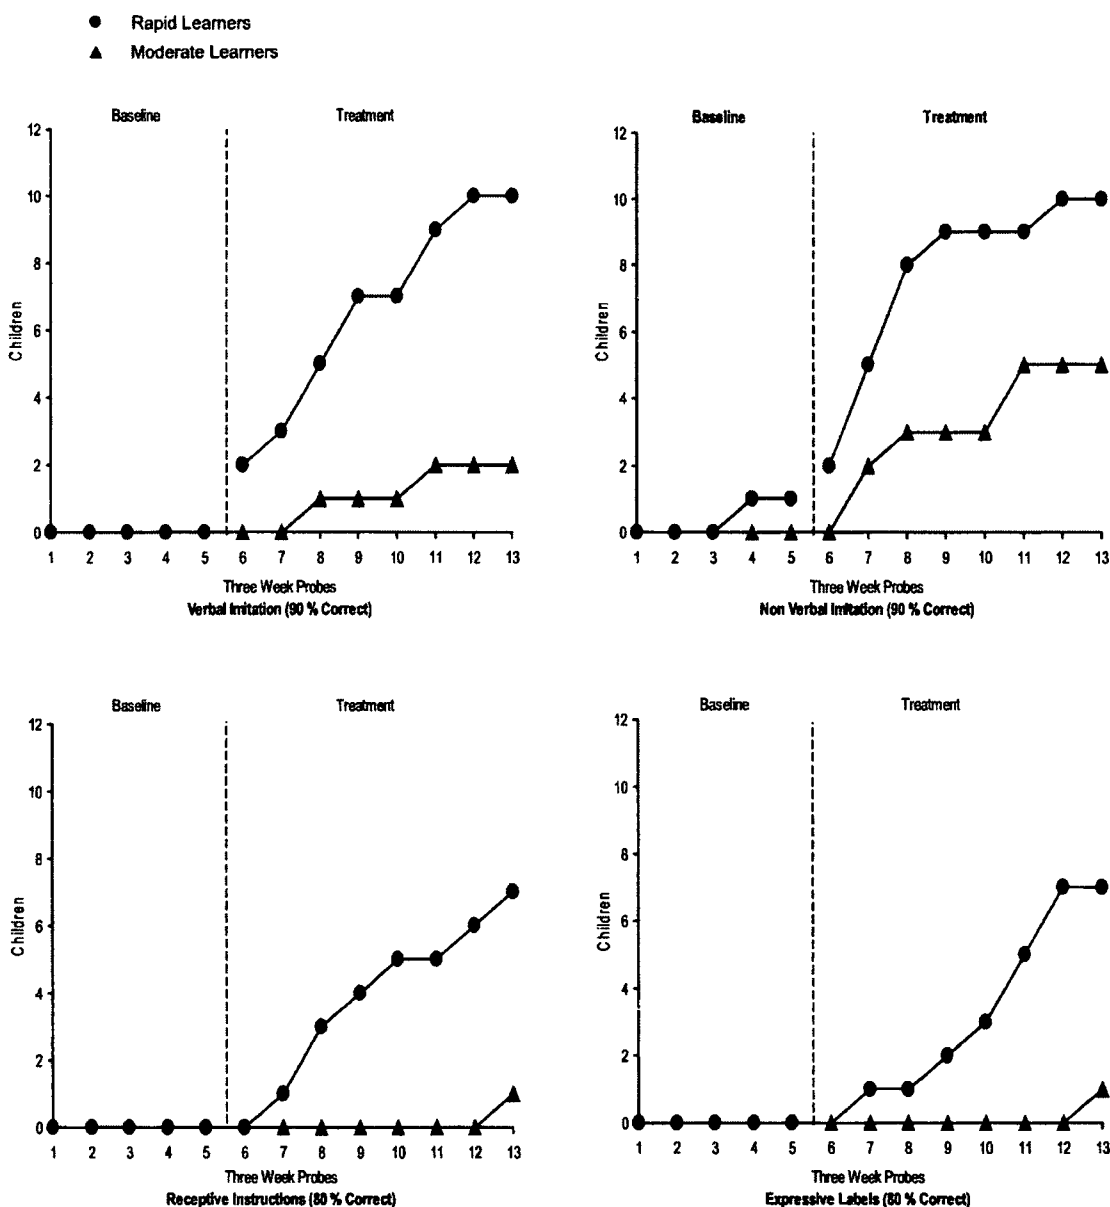 Rapid Learners
Moderate Learners
Baseline Treatment
12
10
8
6
4
2
0
Children
1 2 3 4 5 6 7 8 9 10 11 12 13
Three Week Probes
Verbal Imitation (90 % Correct)
Baseline Treatment
12
10
8
6
4
2
0
Children
1 2 3 4 5 6 7 8 9 10 11 12 13
Three Week Probes
Non Verbal Imitation (90 % Correct)
Baseline Treatment
12
10
8
6
4
2
0
Children
1 2 3 4 5 6 7 8 9 10 11 12 13
Three Week Probes
Receptive Instructions (80 % Correct)
Baseline Treatment
12
10
8
6
4
2
0
Children
1 2 3 4 5 6 7 8 9 10 11 12 13
Three Week Probes
Expressive Labels (80 % Correct)